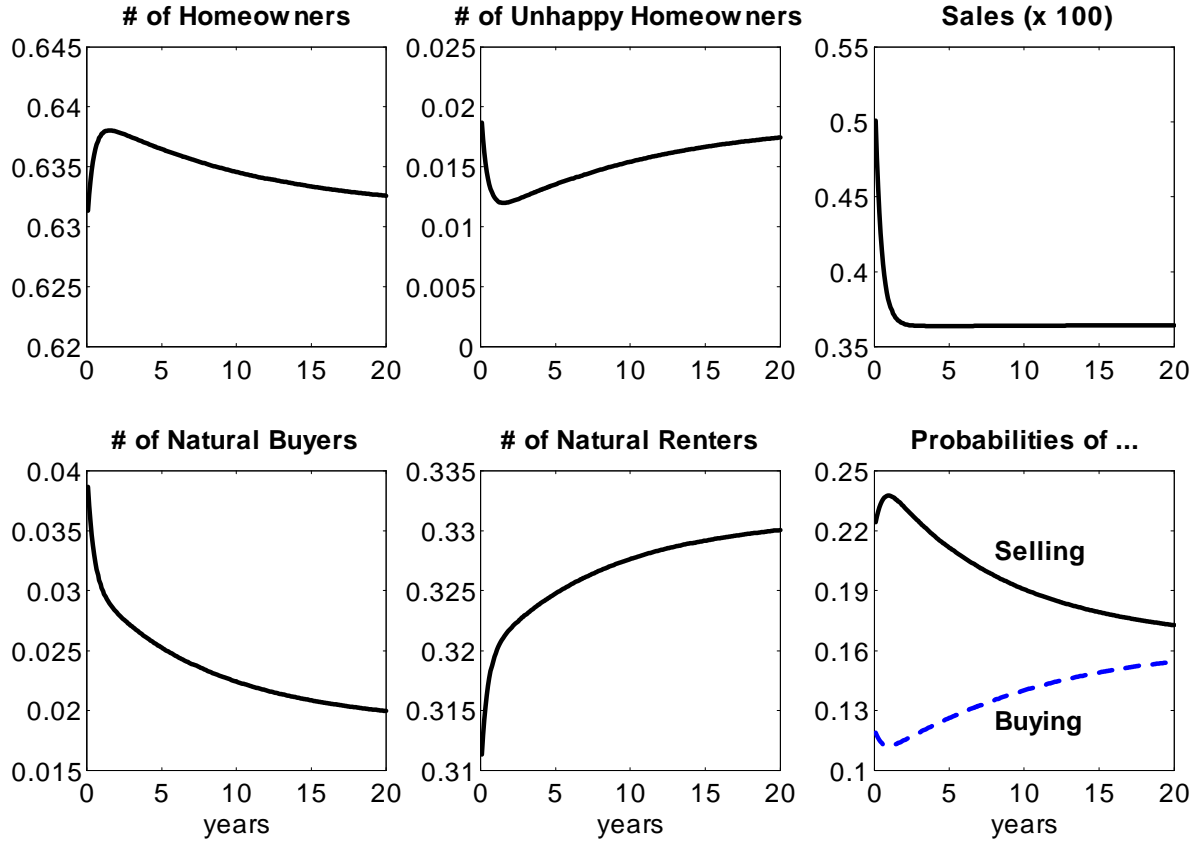 # of Homeowners
0.645
0.64
0.635
0.63
0.625
0.62
0 5 10 15 20
# of Unhappy Homeowners
0.025
0.02
0.015
0.01
0.005
0
0 5 10 15 20
Sales (x 100)
0.55
0.5
0.45
0.4
0.35
0 5 10 15 20
# of Natural Buyers
0.04
0.035
0.03
0.025
0.02
0.015
0 5 10 15 20
years
# of Natural Renters
0.335
0.33
0.325
0.32
0.315
0.31
0 5 10 15 20
years
Probabilities of ...
0.25
0.22
0.19
0.16
0.13
0.1
Selling
Buying
0 5 10 15 20
years